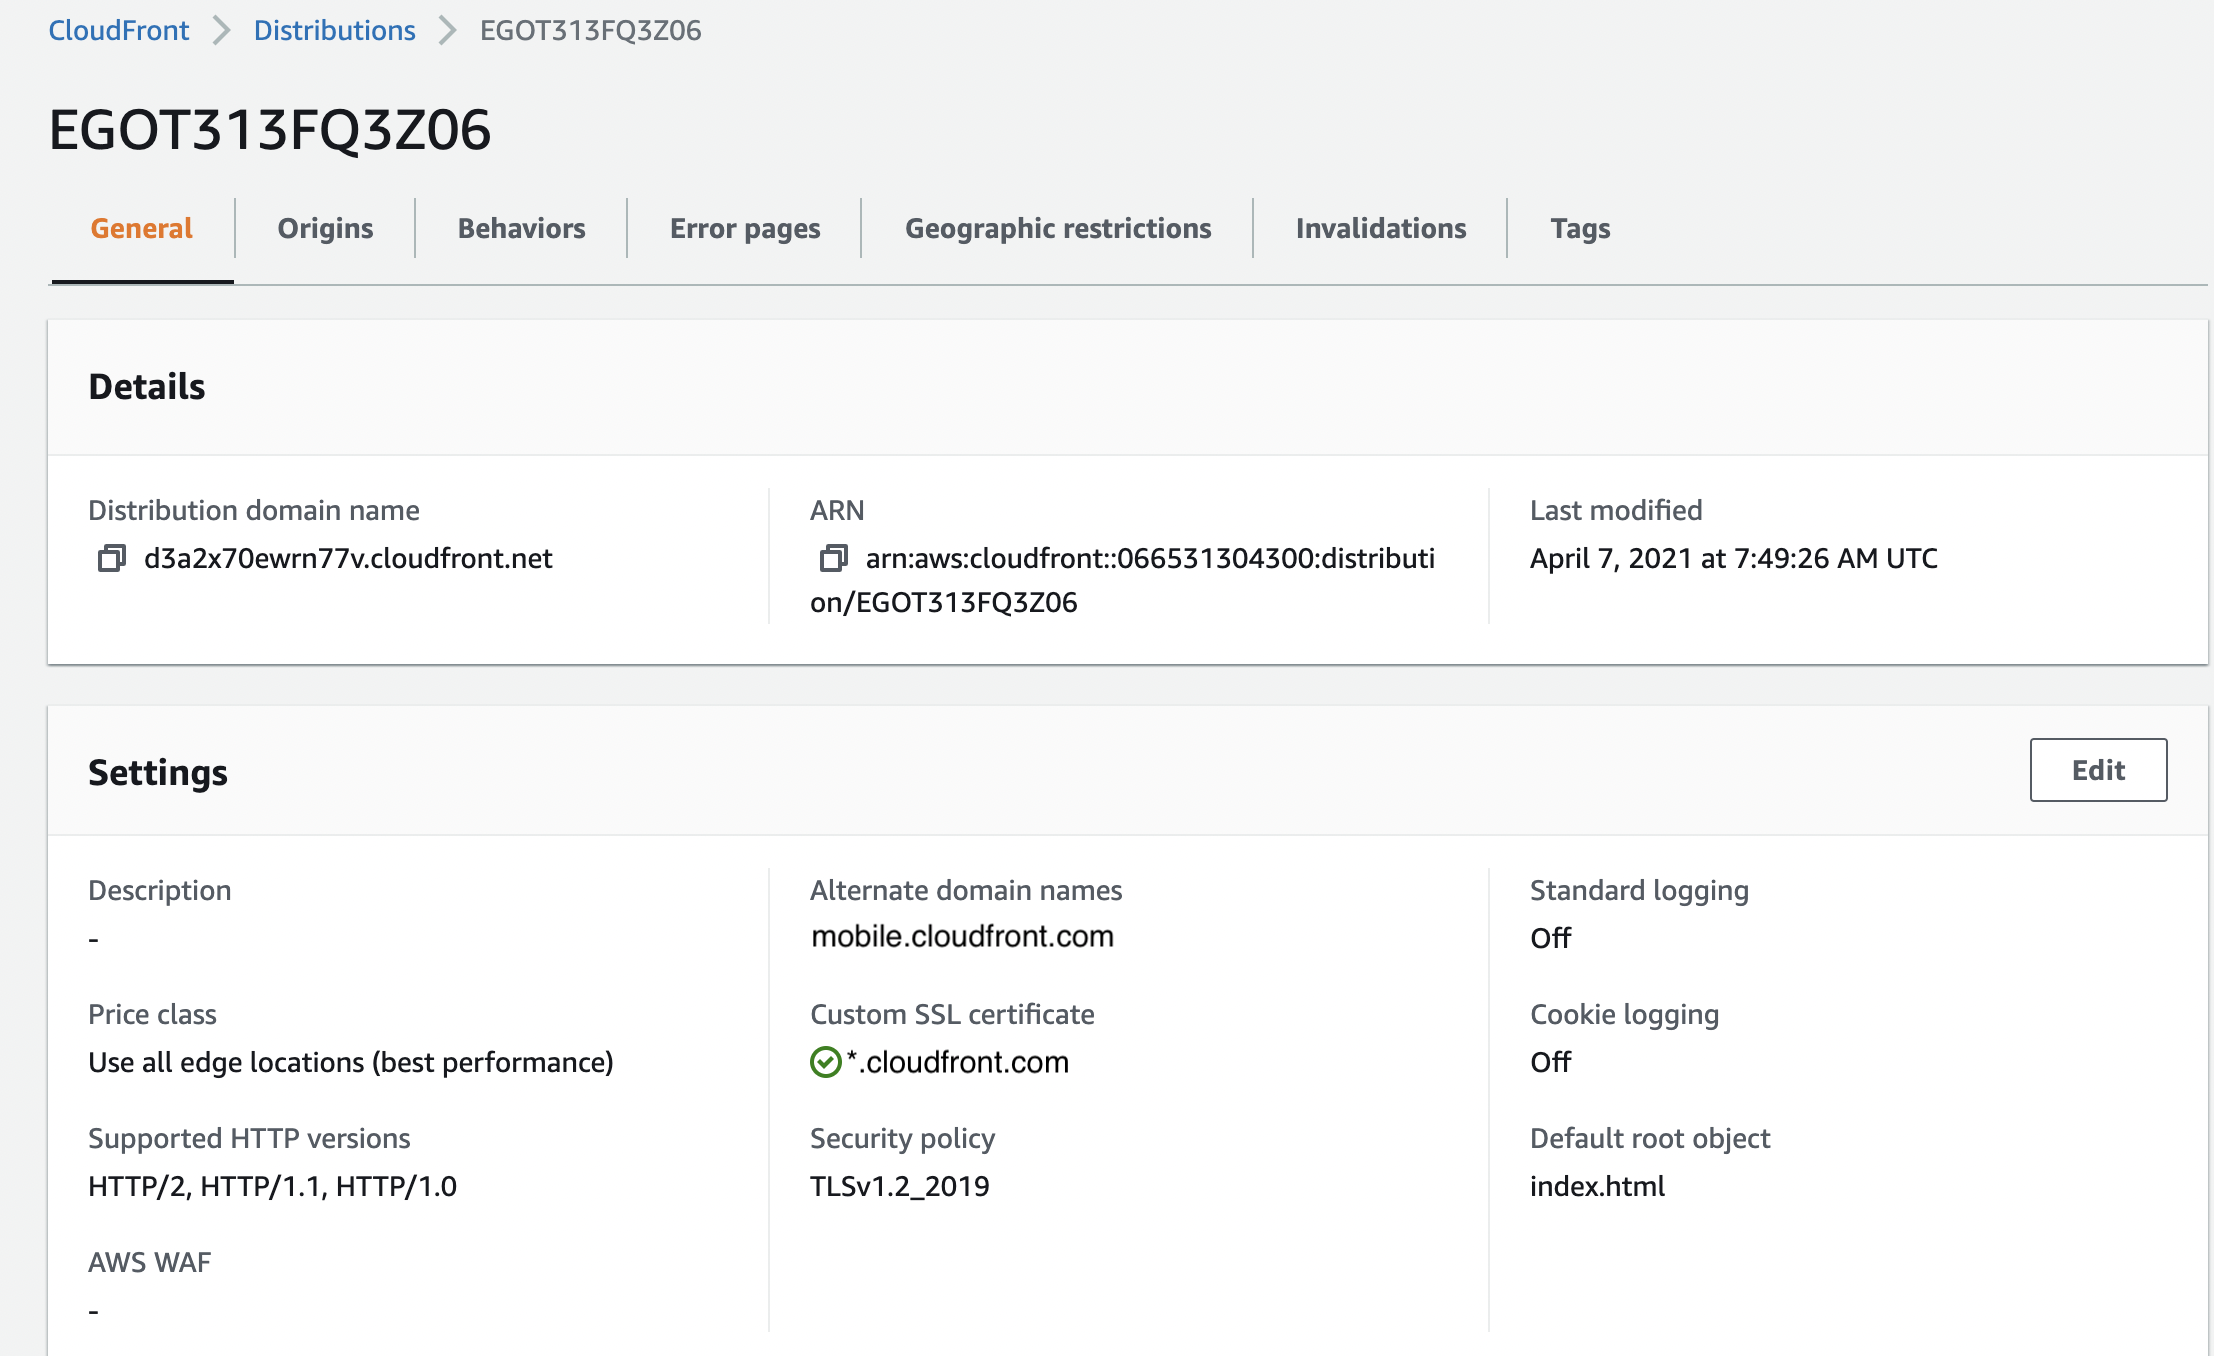 CloudFront > Distributions > EGOT313FQ3Z06
EGOT313FQ3Z06
General
Origins
Behaviors
Error pages
Geographic restrictions
Invalidations
Tags
Details
Distribution domain name
d3a2x70ewrn77v.cloudfront.net
ARN
arn:aws:cloudfront::066531304300:distributi
on/EGOT313FQ3Z06
Last modified
April 7, 2021 at 7:49:26 AM UTC
Settings
Edit
Description
-
Price class
Use all edge locations (best performance)
Supported HTTP versions
HTTP/2, HTTP/1.1, HTTP/1.0
AWS WAF
-
Alternate domain names
mobile.cloudfront.com
Custom SSL certificate
*.cloudfront.com
Security policy
TLSv1.2_2019
Standard logging
Off
Cookie logging
Off
Default root object
index.html